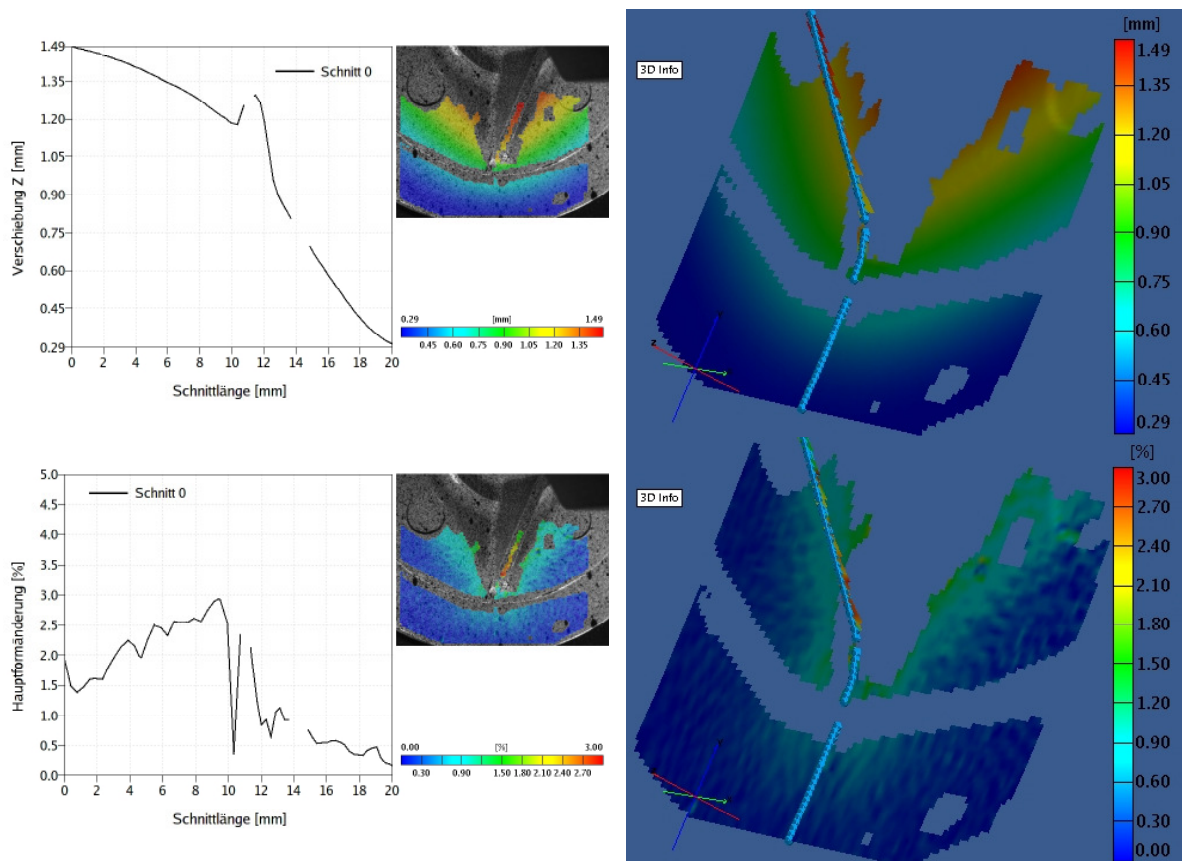 1.49
1.35
1.20
1.05
0.90
0.75
0.60
0.45
0.29
Verschiebung Z [mm]
Schnitt 0
0 2 4 6 8 10 12 14 16 18 20
Schnittlänge [mm]
0.29 [mm] 1.49
0.45 0.60 0.75 0.90 1.05 1.20 1.35
3D Info
[mm]
1.49
1.35
1.20
1.05
0.90
0.75
0.60
0.45
0.29
5.0
4.5
4.0
3.5
3.0
2.5
2.0
1.5
1.0
0.5
0.0
Hauptformänderung [%]
Schnitt 0
0 2 4 6 8 10 12 14 16 18 20
Schnittlänge [mm]
0.00 [%] 3.00
0.30 0.90 1.50 1.80 2.10 2.40 2.70
3D Info
[%]
3.00
2.70
2.40
2.10
1.80
1.50
1.20
0.90
0.60
0.30
0.00